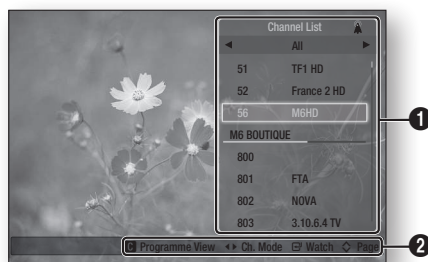 Channel List
All
51 TF1 HD
52 France 2 HD
56 M6HD
M6 BOUTIQUE
800
801 FTA
802 NOVA
803 3.10.6.4 TV
C Programme View Ch. Mode Watch Page
1
2